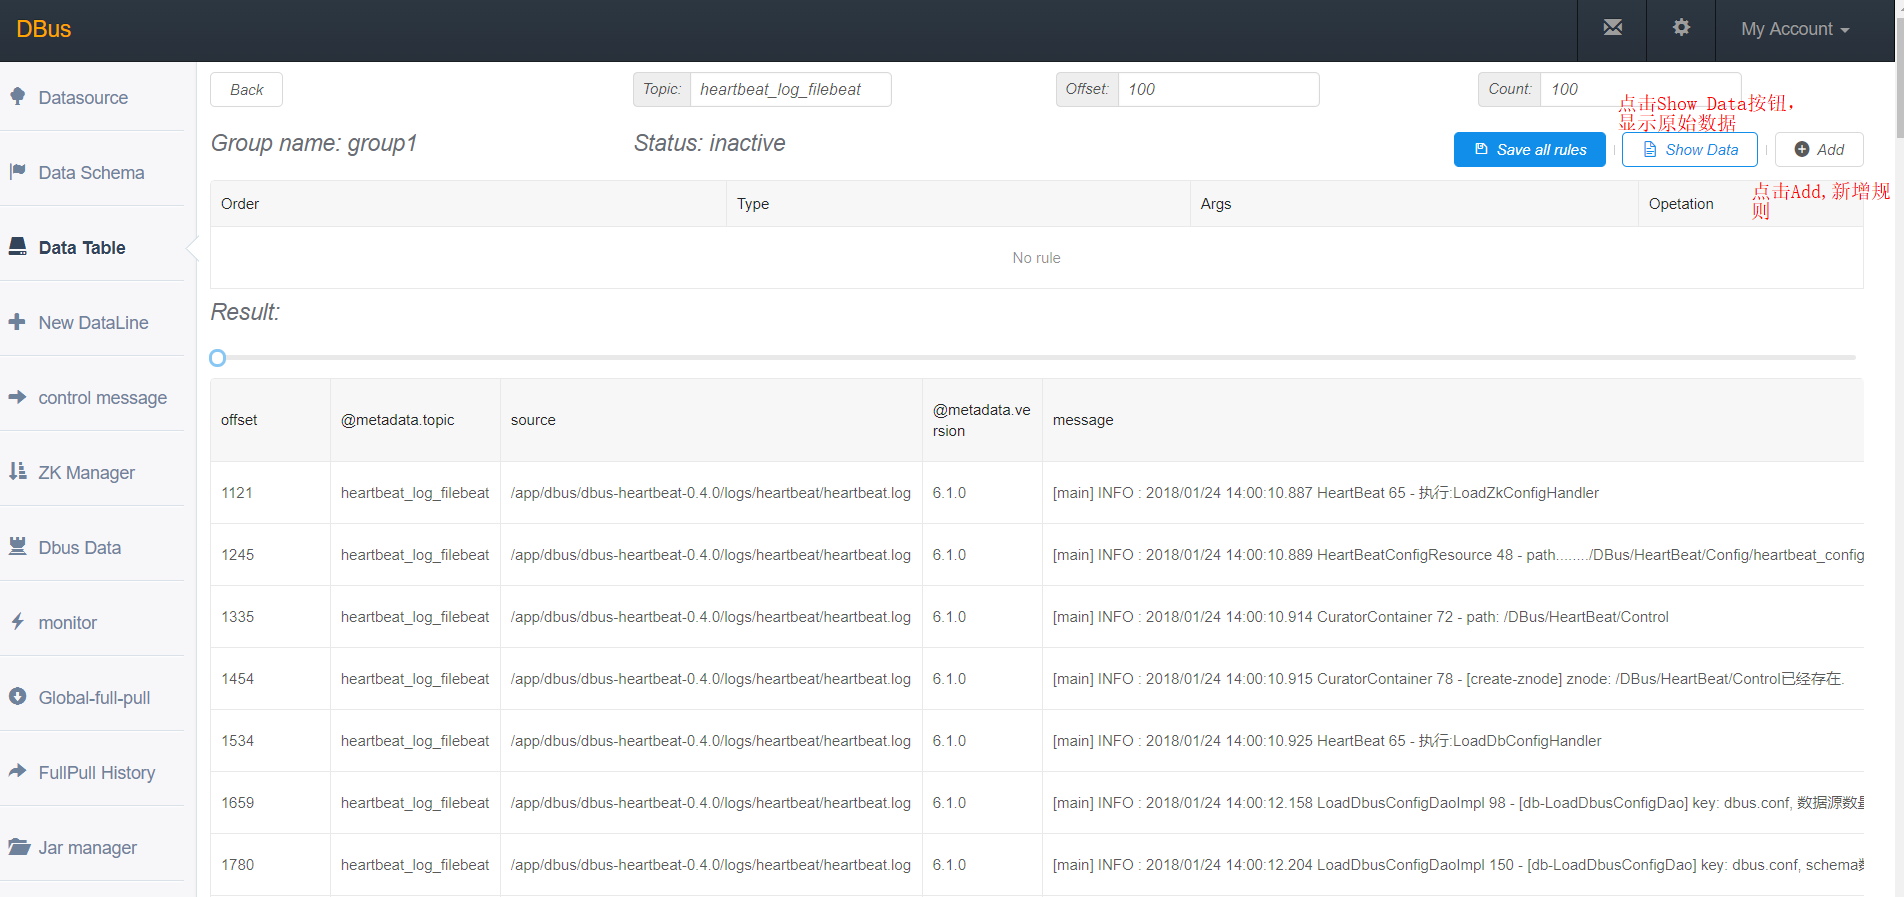 DBus
My Account
Datasource
Data Schema
Data Table
New DataLine
control message
ZK Manager
Dbus Data
monitor
Global-full-pull
FullPull History
Jar manager
Back
Topic: heartbeat_log_filebeat
Offset: 100
Count: 100
点击Show Data按钮，
显示原始数据
Group name: group1
Status: inactive
Save all rules
Show Data
Add
点击Add,新增规
则
Order Type Args Opetation
No rule
Result:
offset @metadata.topic source @metadata.ve message
rsion
1121 heartbeat_log_filebeat /app/dbus/dbus-heartbeat-0.4.0/logs/heartbeat/heartbeat.log 6.1.0 [main] INFO : 2018/01/24 14:00:10.887 HeartBeat 65 - 执行:LoadZkConfigHandler
1245 heartbeat_log_filebeat /app/dbus/dbus-heartbeat-0.4.0/logs/heartbeat/heartbeat.log 6.1.0 [main] INFO : 2018/01/24 14:00:10.889 HeartBeatConfigResource 48 - path......../DBus/HeartBeat/Config/heartbeat_config
1335 heartbeat_log_filebeat /app/dbus/dbus-heartbeat-0.4.0/logs/heartbeat/heartbeat.log 6.1.0 [main] INFO : 2018/01/24 14:00:10.914 CuratorContainer 72 - path: /DBus/HeartBeat/Control
1454 heartbeat_log_filebeat /app/dbus/dbus-heartbeat-0.4.0/logs/heartbeat/heartbeat.log 6.1.0 [main] INFO : 2018/01/24 14:00:10.915 CuratorContainer 78 - [create-znode] znode: /DBus/HeartBeat/Control已经存在.
1534 heartbeat_log_filebeat /app/dbus/dbus-heartbeat-0.4.0/logs/heartbeat/heartbeat.log 6.1.0 [main] INFO : 2018/01/24 14:00:10.925 HeartBeat 65 - 执行:LoadDbConfigHandler
1659 heartbeat_log_filebeat /app/dbus/dbus-heartbeat-0.4.0/logs/heartbeat/heartbeat.log 6.1.0 [main] INFO : 2018/01/24 14:00:12.158 LoadDbusConfigDaoImpl 98 - [db-LoadDbusConfigDao] key: dbus.conf, 数据源数量
1780 heartbeat_log_filebeat /app/dbus/dbus-heartbeat-0.4.0/logs/heartbeat/heartbeat.log 6.1.0 [main] INFO : 2018/01/24 14:00:12.204 LoadDbusConfigDaoImpl 150 - [db-LoadDbusConfigDao] key: dbus.conf, schema